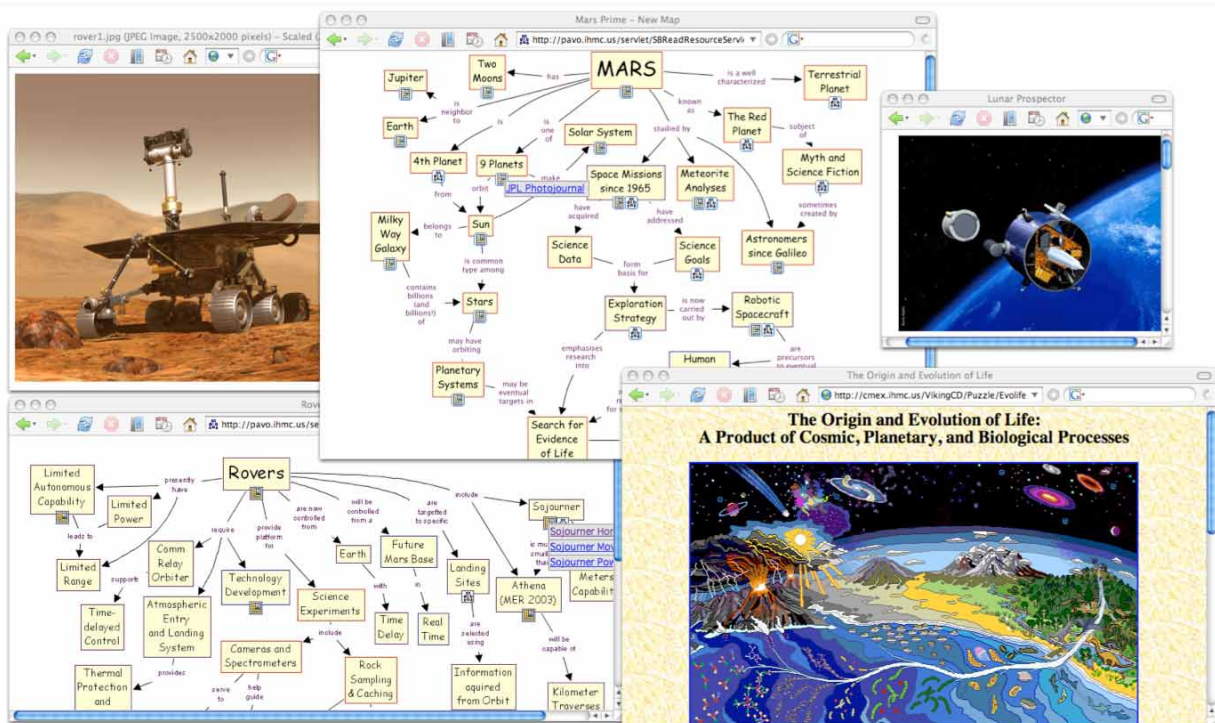 rover1.jpg (JPEG Image, 2500x2000 pixels) – Scaled (
Mars Prime – New Map
http://pavo.ihmc.us/servlet/SBReadResourceServl
MARS
Jupiter
Two
Moons
has
is a well
characterized
Terrestrial
Planet
is
neighbor
to
Earth
is
is
one
of
known
as
The Red
Planet
Solar System
studied by
subject
of
4th Planet
9 Planets
make
JPL Photojournal
Space Missions
since 1965
Meteorite
Analyses
Myth and
Science Fiction
from
orbit
have
acquired
have
addressed
sometimes
created by
Milky
Way
Galaxy
belongs
to
Sun
Science
Data
Science
Goals
Astronomers
since Galileo
is common
type among
form
basis for
contains
billions
(and
billions!)
of
Stars
Exploration
Strategy
is now
carried
out by
Robotic
Spacecraft
may have
orbiting
emphasises
research
into
Human
are
precursors
to eventual
Planetary
Systems
may be
eventual
targets in
Search for
Evidence
of Life
Lunar Prospector
http://pavo.ihmc.us/se
Rovers
Limited
Autonomous
Capability
presently
have
Limited
Power
leads to
Limited
Range
require
provide
platform
for
are now
controlled
from
will be
controlled
from a
are
targetted
to specific
include
Sojourner
Sojourner Hor
Sojourner Mov
Sojourner Pow
Comm
Relay
Orbiter
supports
Time-
delayed
Control
Technology
Development
Atmospheric
Entry
and Landing
System
Science
Experiments
Earth
with
Time
Delay
Future
Mars Base
in
Real
Time
Landing
Sites
Athena
(MER 2003)
Meters
Capabilit
include
are
selected
using
will be
capable of
Cameras and
Spectrometers
provides
Thermal
Protection
and
serve
to
help
guide
Rock
Sampling
& Caching
Information
aquired
from Orbit
Kilometer
Traverses
The Origin and Evolution of Life
http://cmex.ihmc.us/VikingCD/Puzzle/Evolife
The Origin and Evolution of Life:
A Product of Cosmic, Planetary, and Biological Processes